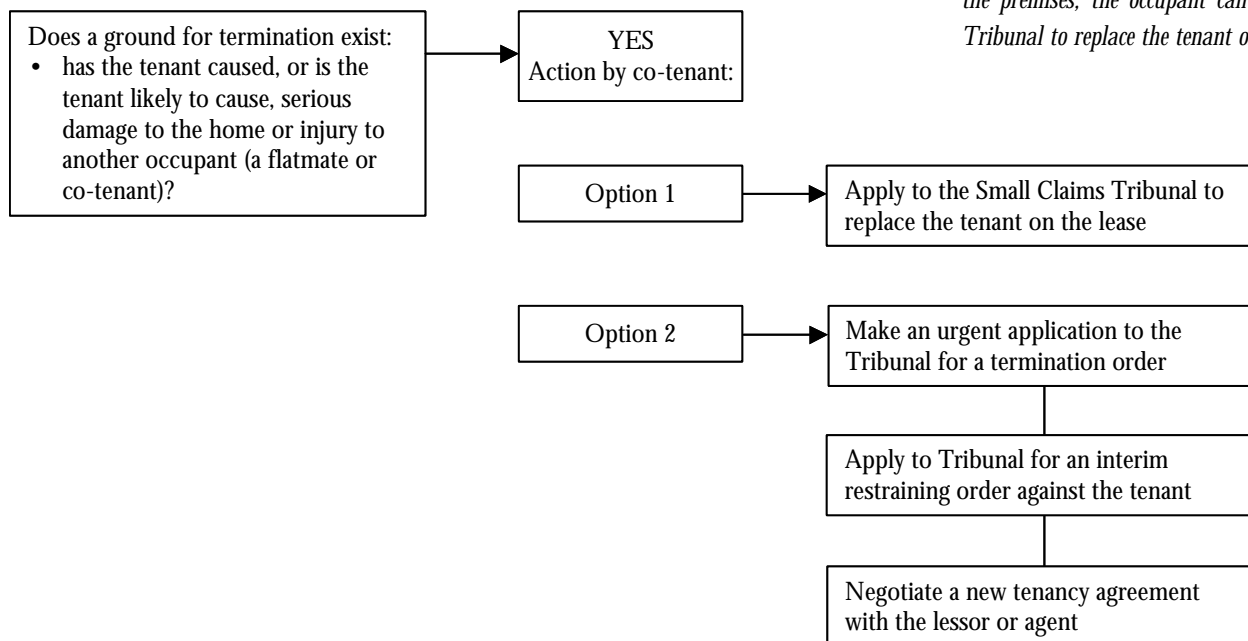 the premises, the occupant can
Tribunal to replace the tenant o
Does a ground for termination exist:
• has the tenant caused, or is the
tenant likely to cause, serious
damage to the home or injury to
another occupant (a flatmate or
co-tenant)?
YES
Action by co-tenant:
Option 1
Apply to the Small Claims Tribunal to
replace the tenant on the lease
Option 2
Make an urgent application to the
Tribunal for a termination order
Apply to Tribunal for an interim
restraining order against the tenant
Negotiate a new tenancy agreement
with the lessor or agent